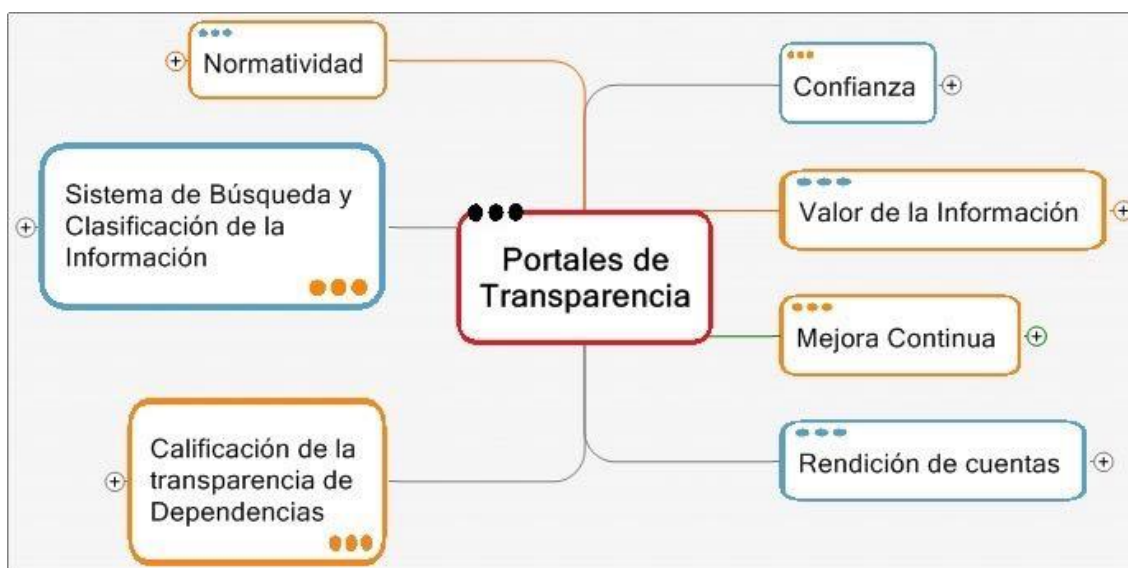 Normatividad
Sistema de Búsqueda y
Clasificación de la
Información
Calificación de la
transparencia de
Dependencias
Portales de
Transparencia
Confianza
Valor de la Información
Mejora Continua
Rendición de cuentas